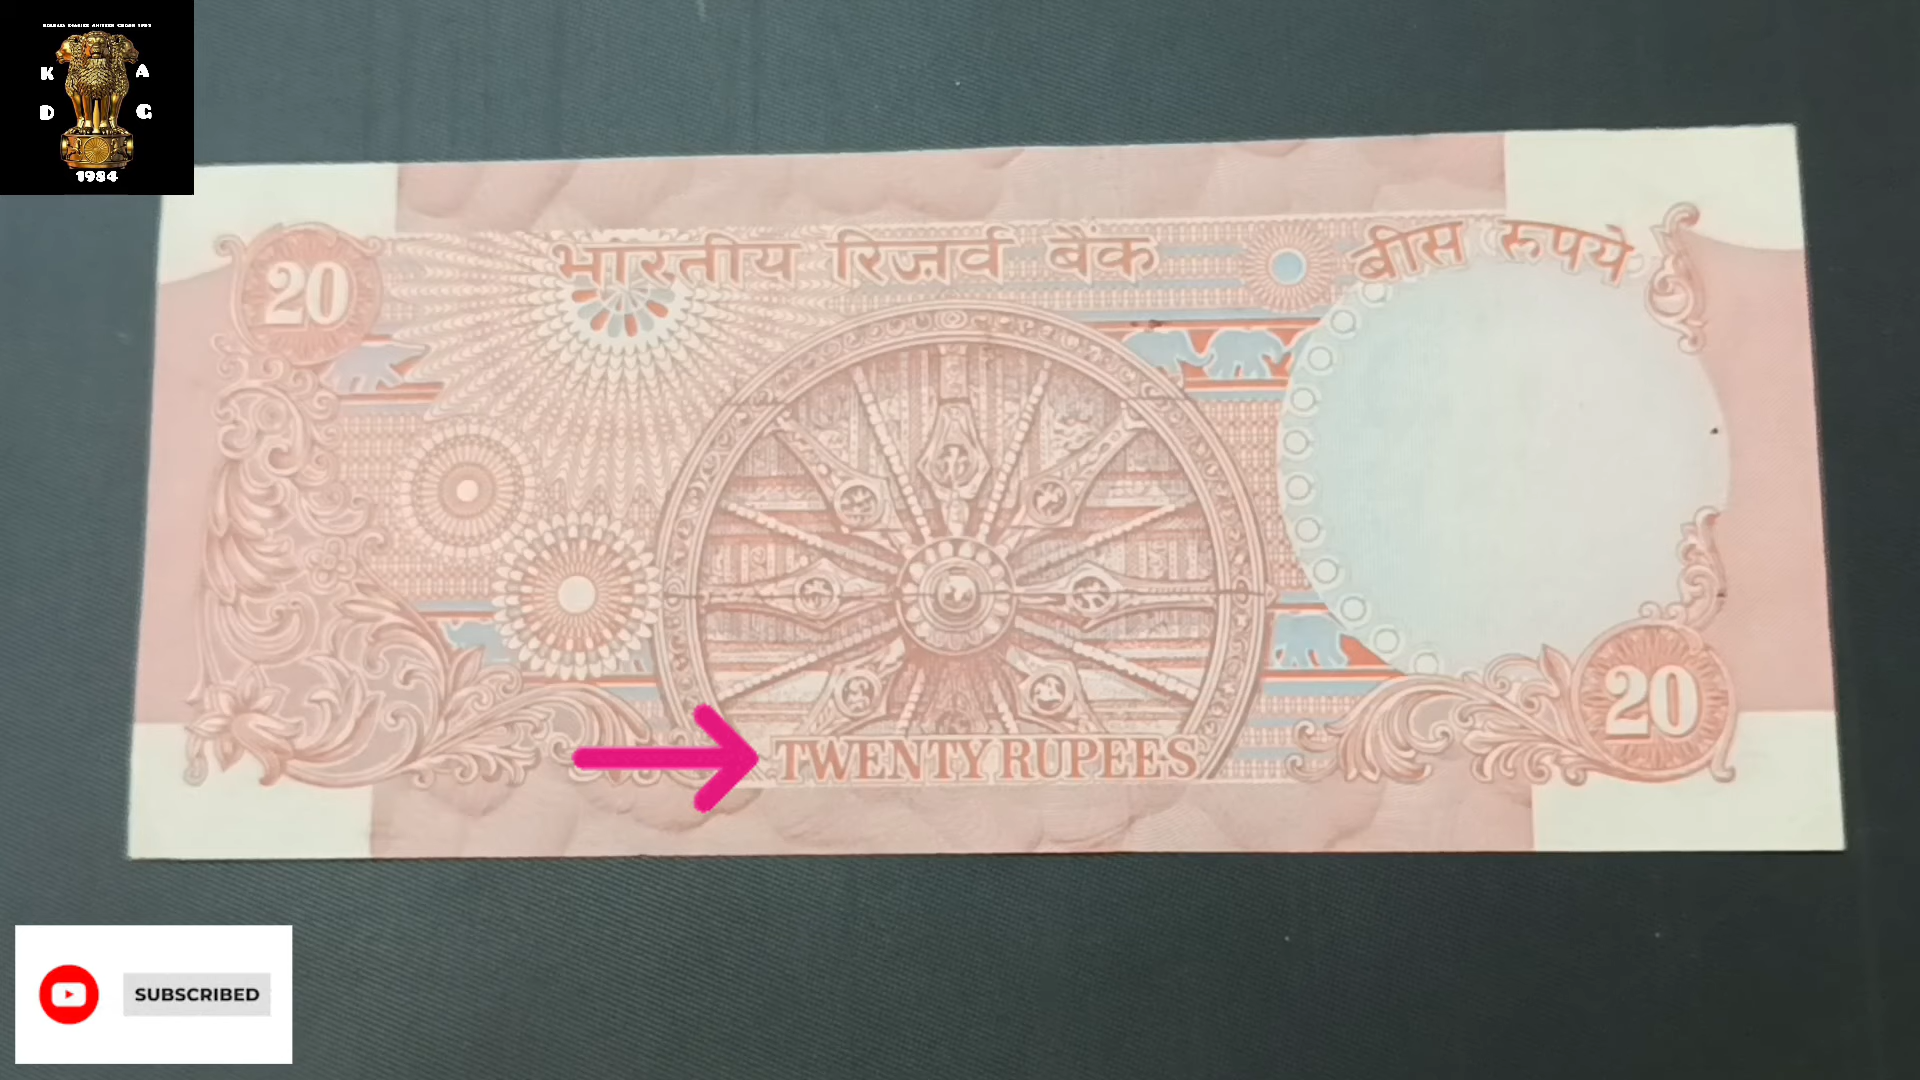 K A
D G
1984
भारतीय रिज़र्व बैंक
बीस रुपये
20
TWENTY RUPEES
20
SUBSCRIBED